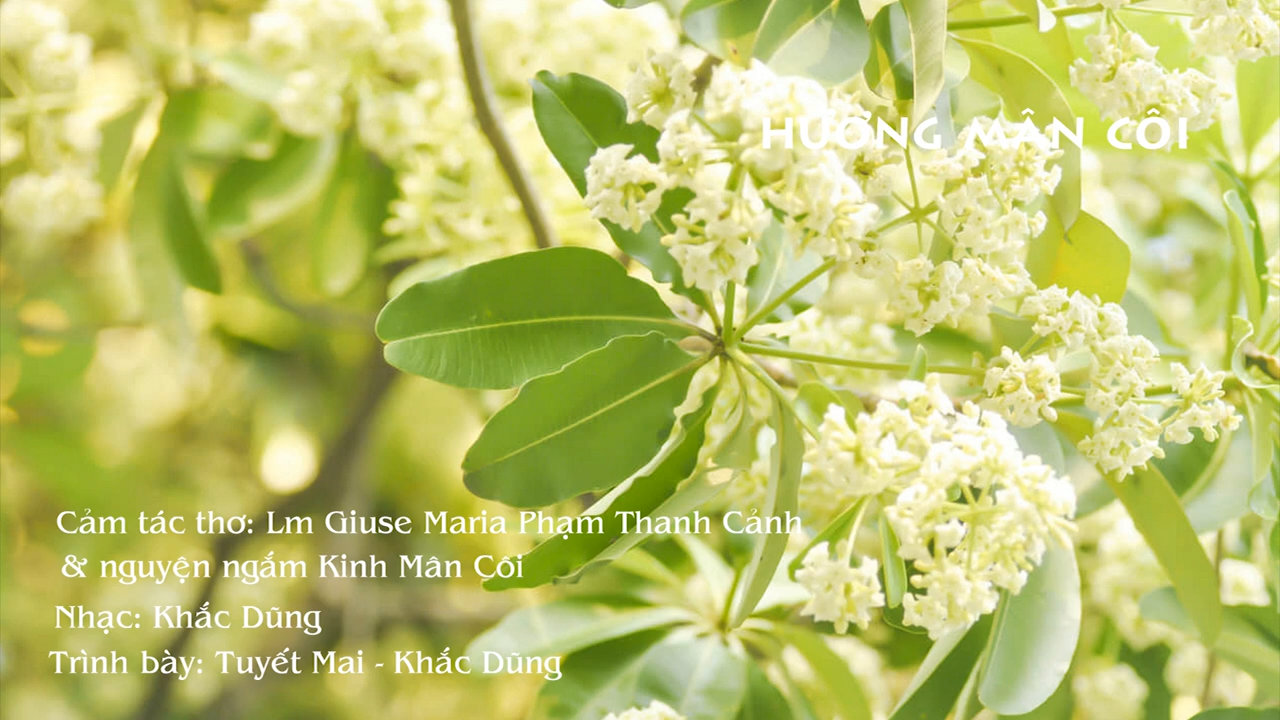 HƯƠNG MÂN CÔI
Cảm tác thơ: Lm Giuse Maria Phạm Thanh Cảnh
& nguyện ngắm Kinh Mân Côi
Nhạc: Khắc Dũng
Trình bày: Tuyết Mai - Khắc Dũng